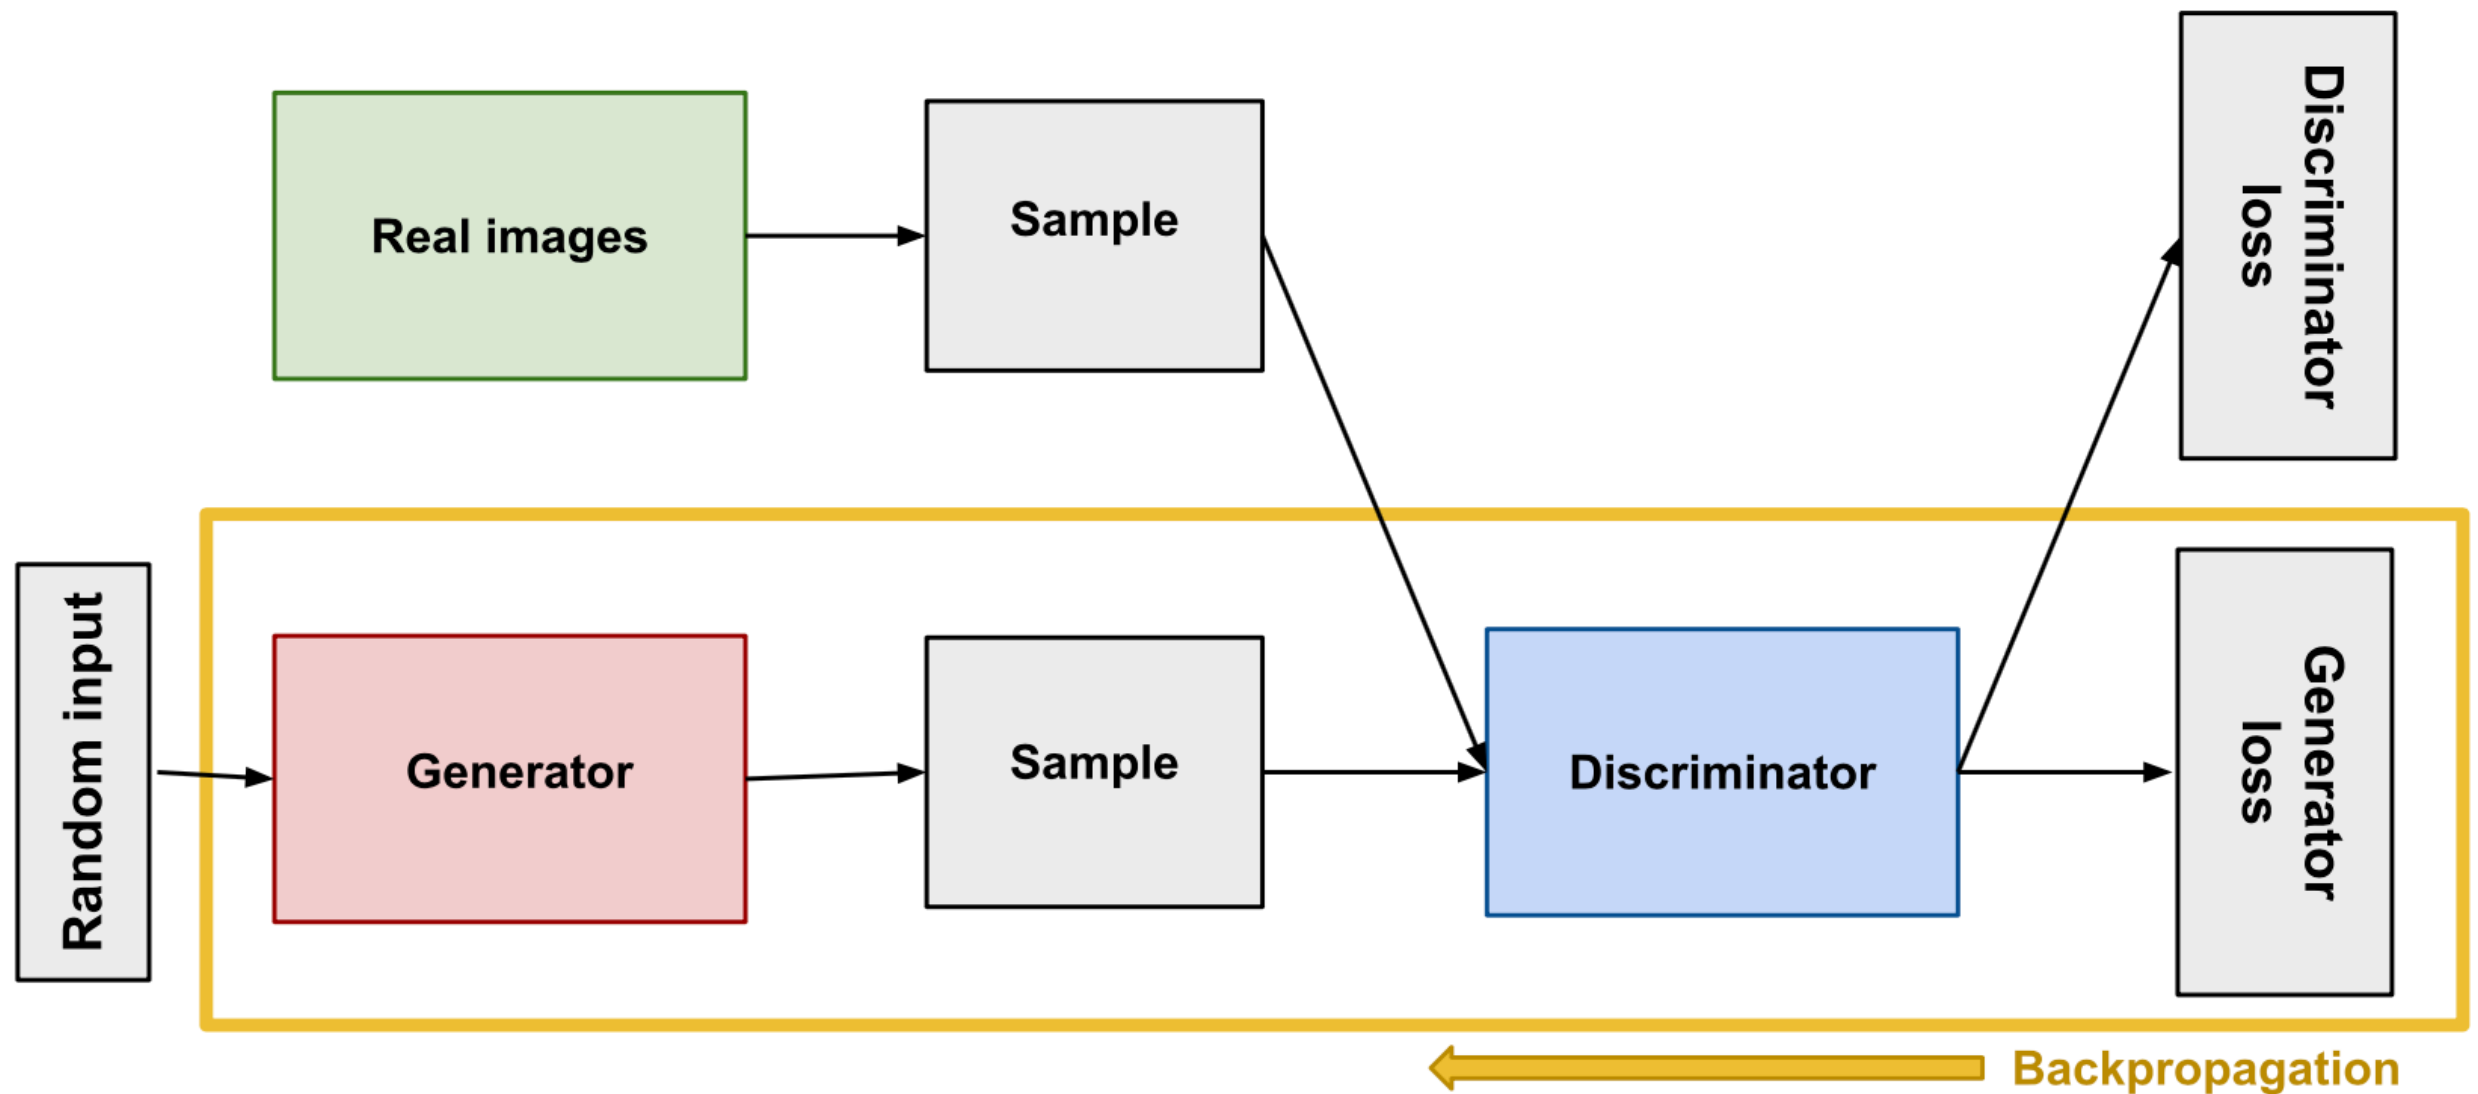 Real images
Sample
Discriminator
loss
Random input
Generator
Sample
Discriminator
Generator
loss
Backpropagation